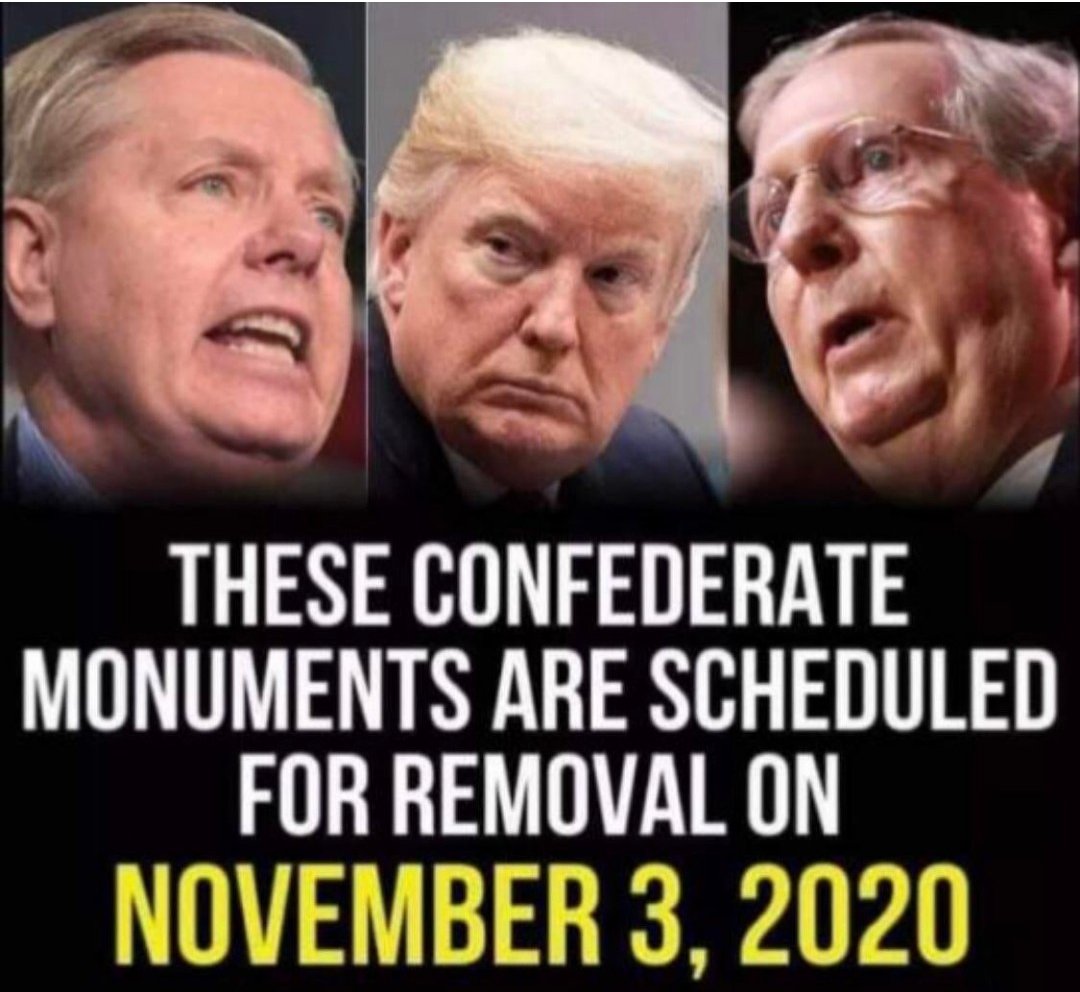 THESE CONFEDERATE
MONUMENTS ARE SCHEDULED
FOR REMOVAL ON
NOVEMBER 3, 2020